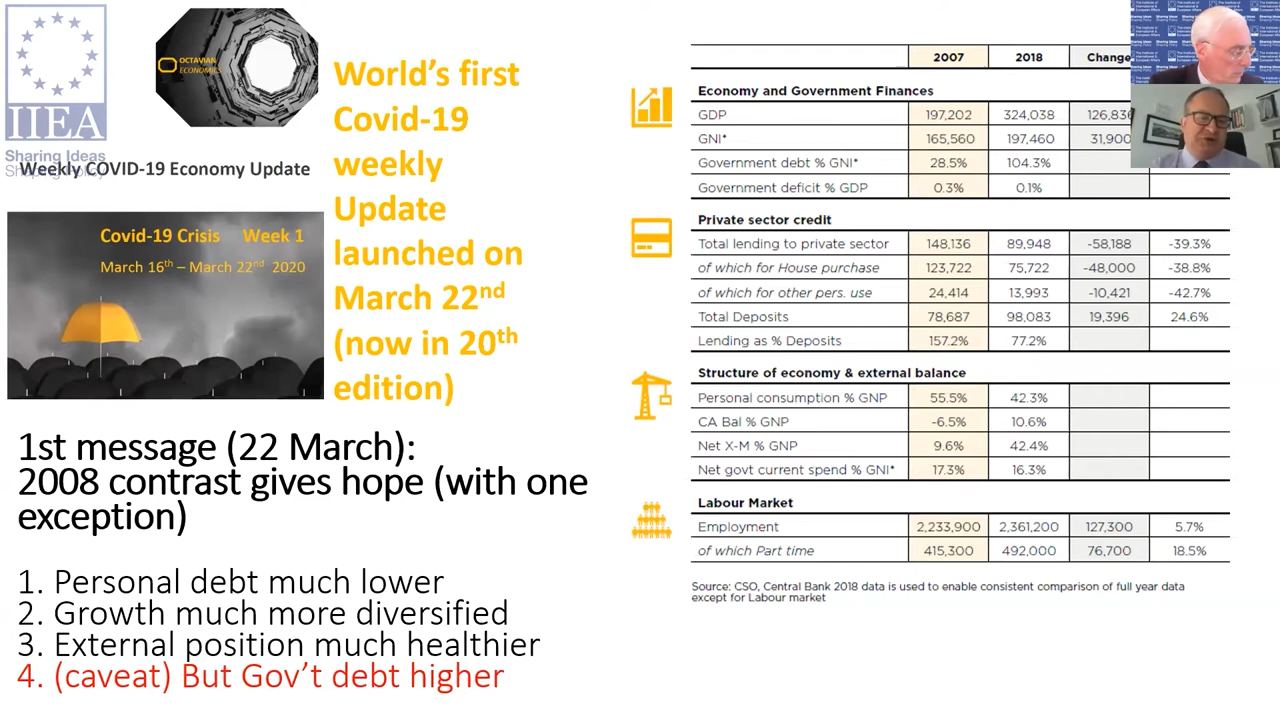 IIEA
Sharing Ideas
Shaping Policy
OCTAVIAN
ECONOMICS
Weekly COVID-19 Economy Update
Covid-19 Crisis Week 1
March 16th – March 22nd 2020
World’s first
Covid-19
weekly
Update
launched on
March 22nd
(now in 20th
edition)
1st message (22 March):
2008 contrast gives hope (with one
exception)
1. Personal debt much lower
2. Growth much more diversified
3. External position much healthier
4. (caveat) But Gov’t debt higher
2007 2018 Change
Economy and Government Finances
GDP 197,202 324,038 126,836
GNI* 165,560 197,460 31,900
Government debt % GNI* 28.5% 104.3%
Government deficit % GDP 0.3% 0.1%
Private sector credit
Total lending to private sector 148,136 89,948 -58,188 -39.3%
of which for House purchase 123,722 75,722 -48,000 -38.8%
of which for other pers. use 24,414 13,993 -10,421 -42.7%
Total Deposits 78,687 98,083 19,396 24.6%
Lending as % Deposits 157.2% 77.2%
Structure of economy & external balance
Personal consumption % GNP 55.5% 42.3%
CA Bal % GNP -6.5% 10.6%
Net X-M % GNP 9.6% 42.4%
Net govt current spend % GNI* 17.3% 16.3%
Labour Market
Employment 2,233,900 2,361,200 127,300 5.7%
of which Part time 415,300 492,000 76,700 18.5%
Source: CSO, Central Bank 2018 data is used to enable consistent comparison of full year data
except for Labour market